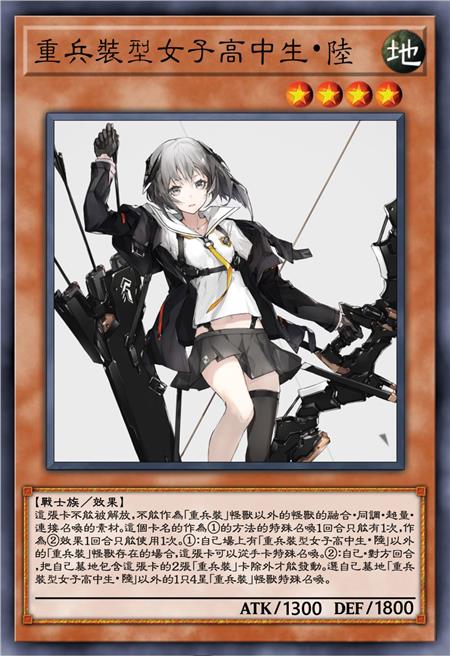 重兵裝型女子高中生•陸
地
【戰士族／效果】
這張卡不能被解放，不能作為「重兵裝」怪獸以外的怪獸的融合·同調·超量·
連接召喚的素材。這個卡名的作為①的方法的特殊召喚1回合只能有1次，
作為②效果1回合只能使用1次。①：自己場上有「重兵裝型女子高中生·陸」以
外的「重兵裝」怪獸存在的場合，這張卡可以從手卡特殊召喚。②：自己·對方回合，
把自己墓地包含這張卡的2張「重兵裝」卡除外才能發動。選自己墓地「重兵
裝型女子高中生·陸」以外的1只4星「重兵裝」怪獸特殊召喚。
ATK/1300 DEF/1800